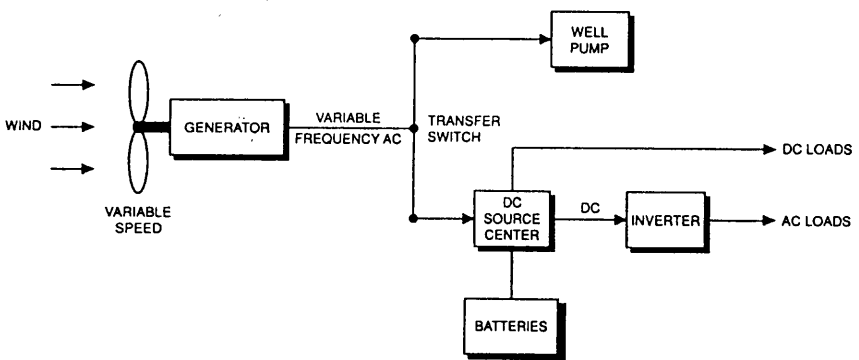 WELL
PUMP
WIND
GENERATOR
VARIABLE
FREQUENCY AC
TRANSFER
SWITCH
DC LOADS
VARIABLE
SPEED
DC
SOURCE
CENTER
DC
INVERTER
AC LOADS
BATTERIES